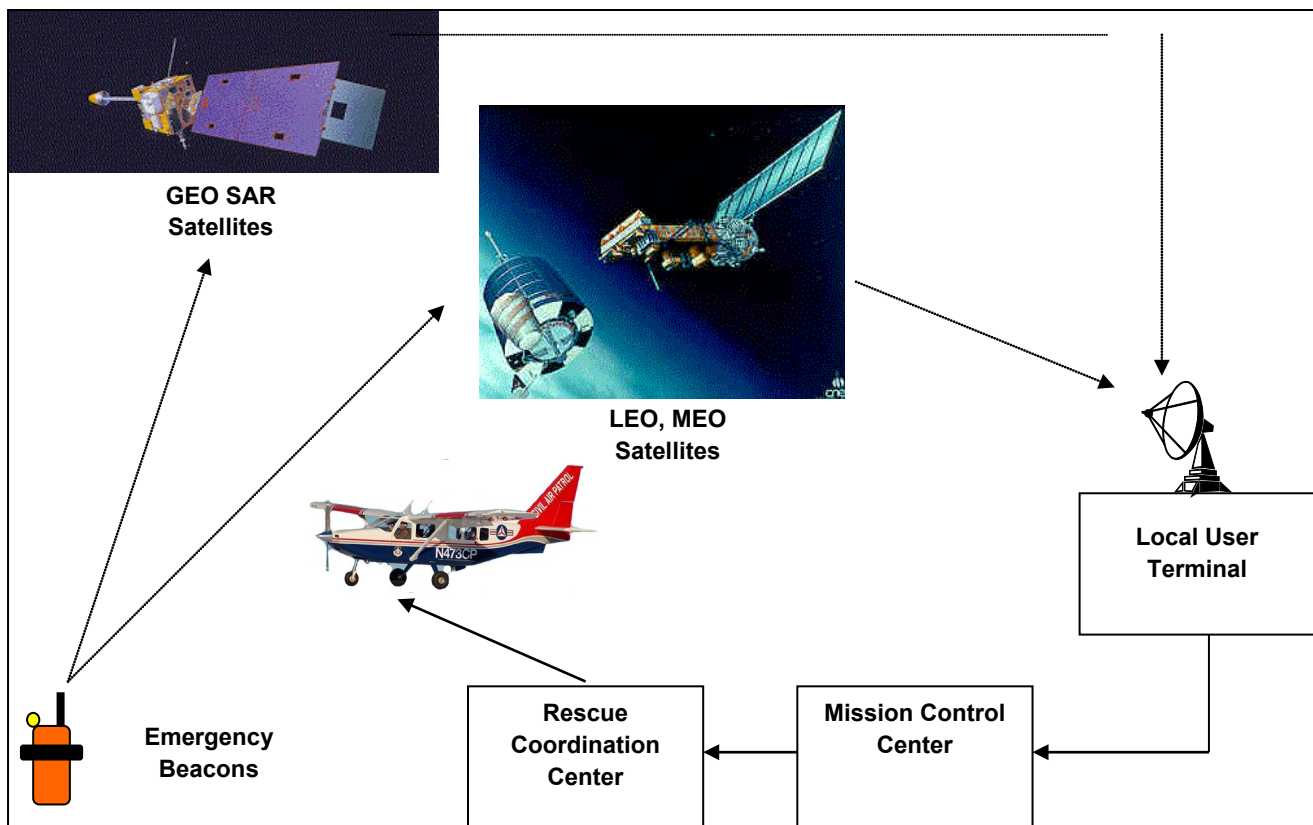 GEO SAR
Satellites
LEO, MEO
Satellites
CIVIL AIR PATROL
N473CP
Local User
Terminal
Emergency
Beacons
Rescue
Coordination
Center
Mission Control
Center